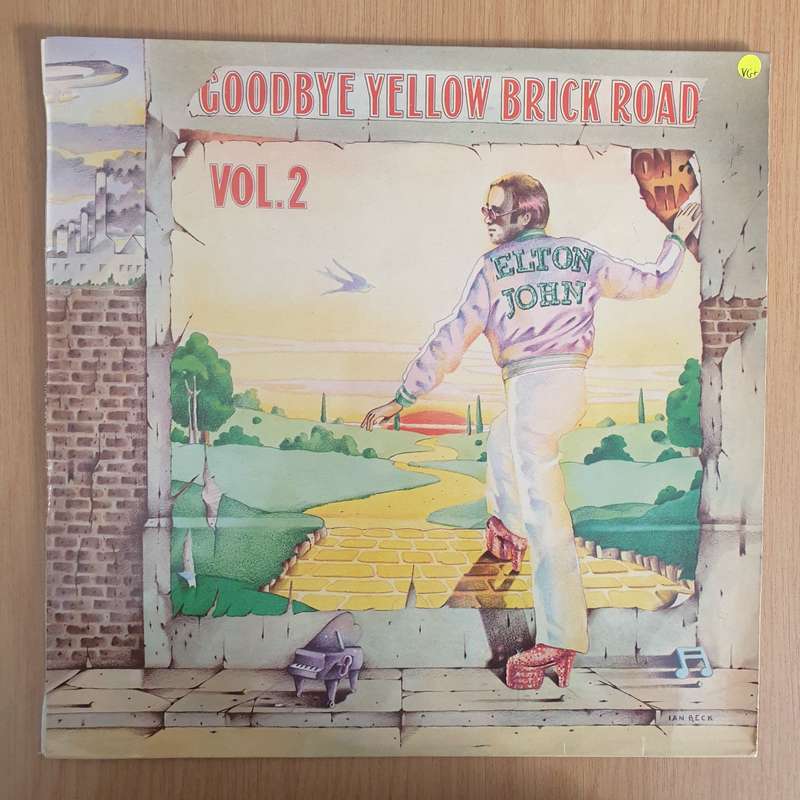 GOODBYE YELLOW BRICK ROAD
VG+
VOL.2
ELTON
JOHN
IAN BECK